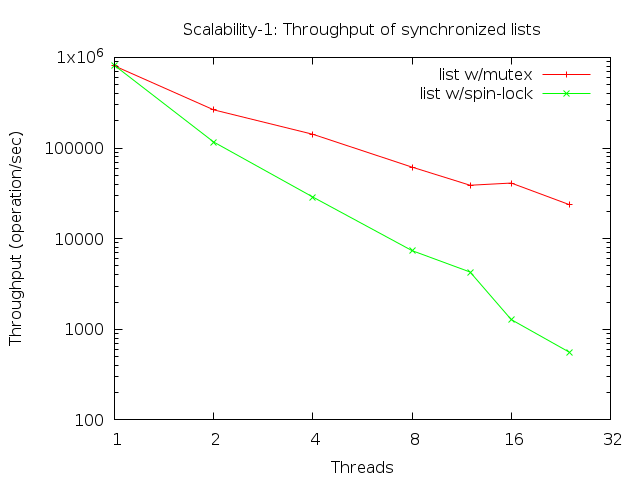 Scalability-1: Throughput of synchronized lists
1x10^6
100000
10000
1000
100
Throughput (operation/sec)
list w/mutex
list w/spin-lock
1 2 4 8 16 32
Threads